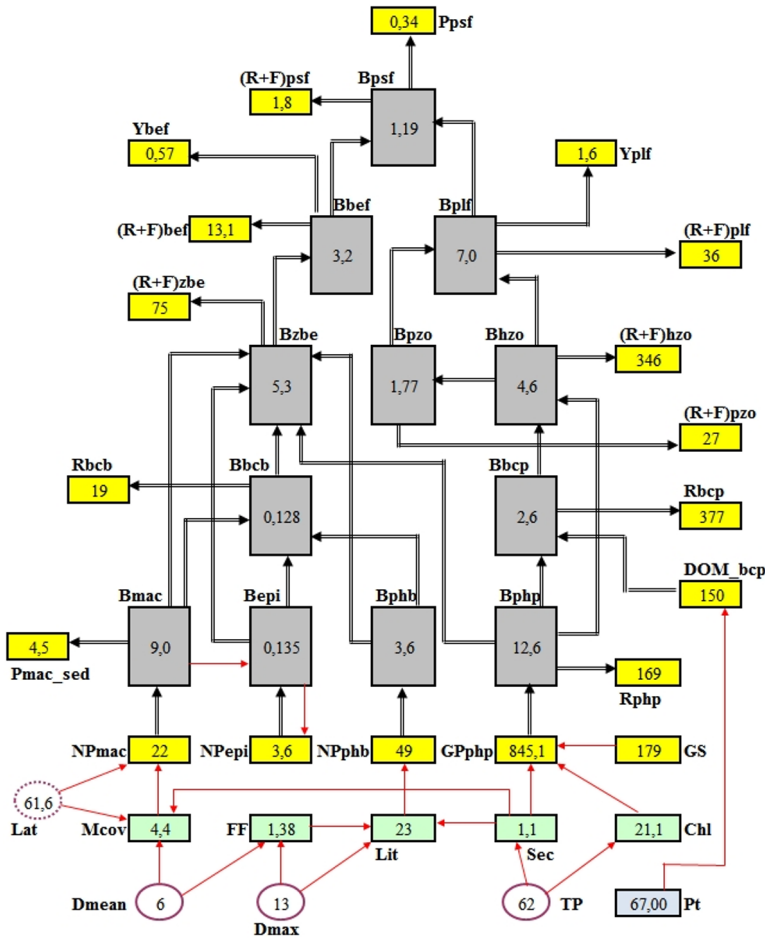 0,34 Ppsf
(R+F)psf Bpsf
1,8
1,19
Ybef
0,57
1,6 Yplf
Bbef Bplf
(R+F)bef 13,1
3,2
7,0
(R+F)plf
36
(R+F)zbe
75
Bzbe Bpzo Bhzo
(R+F)hzo
346
5,3
1,77
4,6
(R+F)pzo
27
Rbcb
19
Bbcb
0,128
Bbcp
2,6
Rbcp
377
DOM_bcp
150
Bmac Bepi Bphb Bphp
4,5
Pmac_sed
9,0
0,135
3,6
12,6
169
Rphp
NPmac 22
NPepi 3,6
NPphb 49
GPphp 845,1
179 GS
61,6
Lat
Mcov 4,4
FF 1,38
23
Lit
1,1
Sec
21,1 Chl
Dmean 6
13
Dmax
62 TP
67,00 Pt